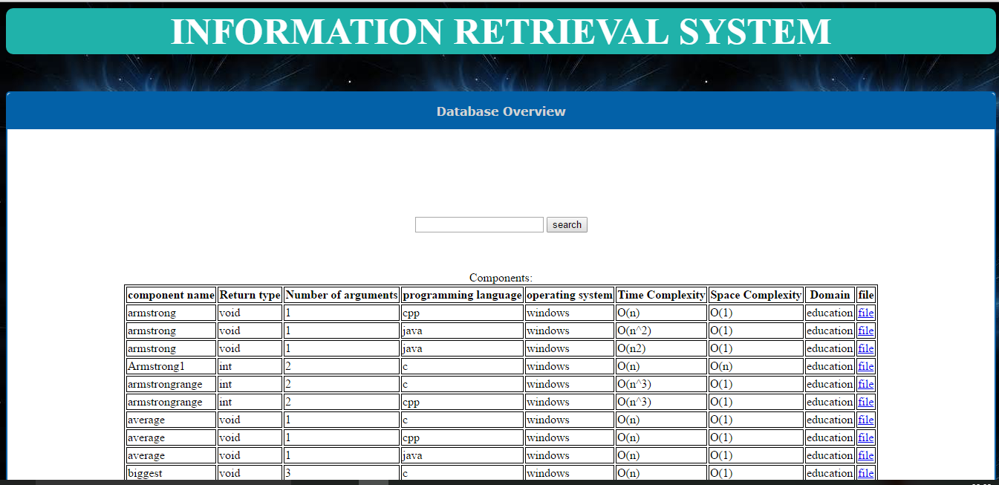 INFORMATION RETRIEVAL SYSTEM
Database Overview
search
Components:
component name Return type Number of arguments programming language operating system Time Complexity Space Complexity Domain file
armstrong void 1 cpp windows O(n) O(1) education file
armstrong void 1 java windows O(n^2) O(1) education file
armstrong void 1 java windows O(n2) O(1) education file
Armstrong1 int 2 c windows O(n) O(n) education file
armstrongrange int 2 c windows O(n^3) O(1) education file
armstrongrange int 2 cpp windows O(n^3) O(1) education file
average void 1 c windows O(n) O(1) education file
average void 1 cpp windows O(n) O(1) education file
average void 1 java windows O(n) O(1) education file
biggest void 3 c windows O(n) O(1) education file